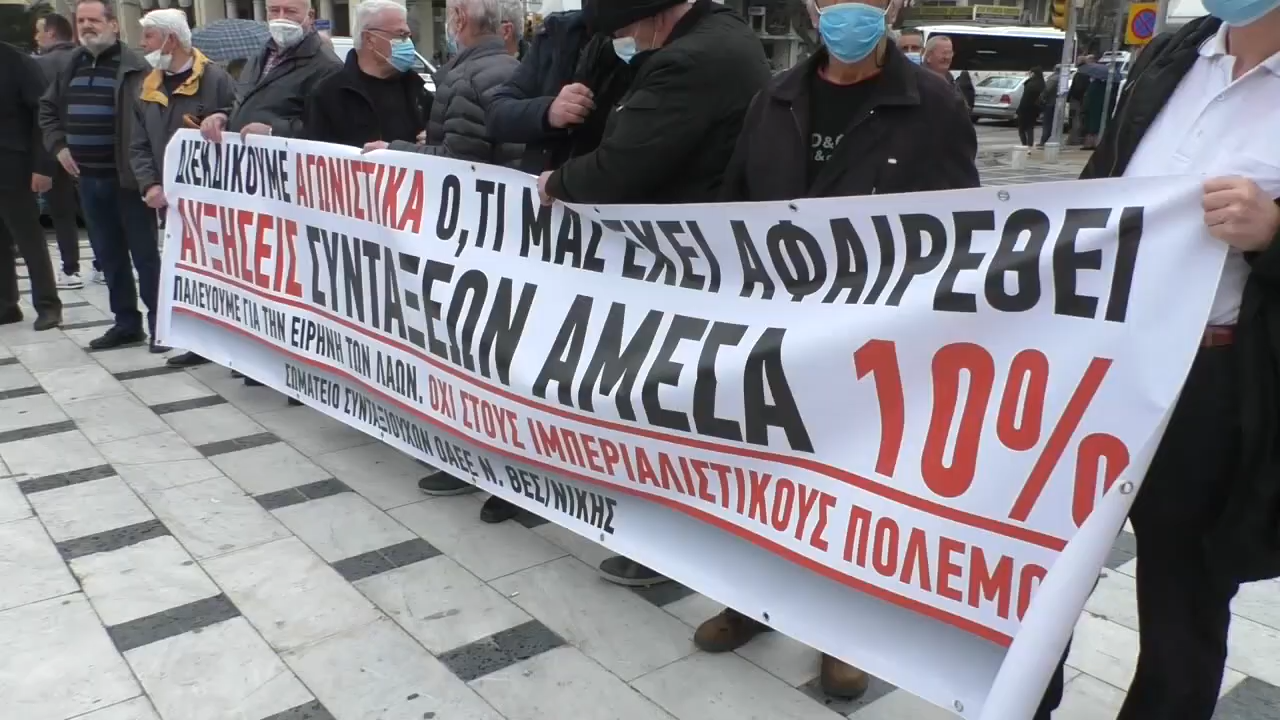 ΔΙΕΚΔΙΚΟΥΜΕ ΑΓΩΝΙΣΤΙΚΑ Ο,ΤΙ ΜΑΣ ΕΧΕΙ ΑΦΑΙΡΕΘΕΙ
ΑΥΞΗΣΕΙΣ ΣΥΝΤΑΞΕΩΝ ΑΜΕΣΑ 10%
ΠΑΛΕΥΟΥΜΕ ΓΙΑ ΤΗΝ ΕΙΡΗΝΗ ΤΩΝ ΛΑΩΝ. ΟΧΙ ΣΤΟΥΣ ΙΜΠΕΡΙΑΛΙΣΤΙΚΟΥΣ ΠΟΛΕΜΟ
ΣΩΜΑΤΕΙΟ ΣΥΝΤΑΞΙΟΥΧΩΝ ΟΑΕΕ Ν. ΘΕΣ/ΝΙΚΗΣ